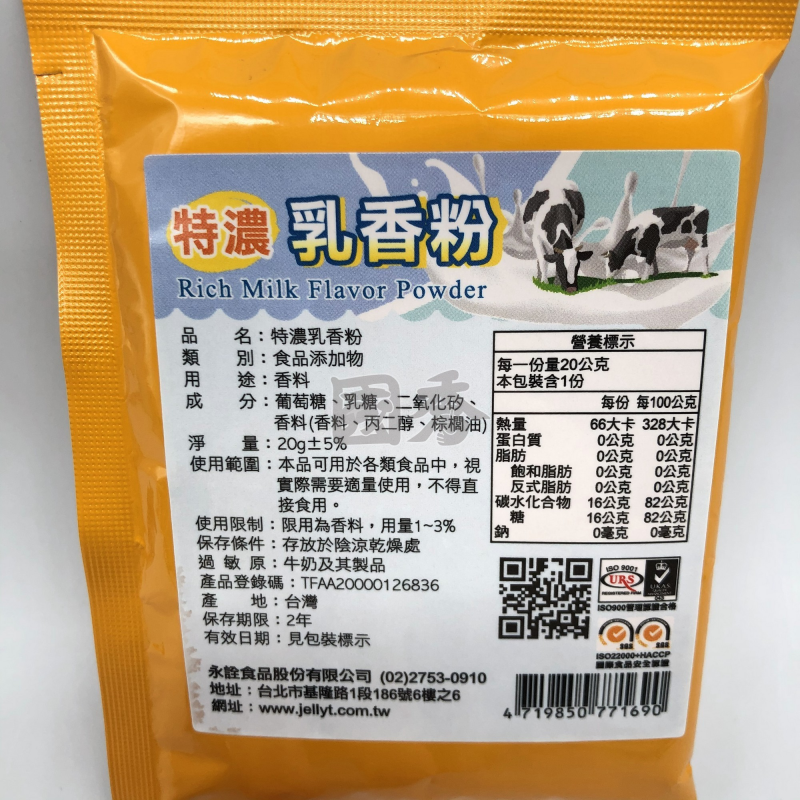 特濃 乳香粉
Rich Milk Flavor Powder
品名：特濃乳香粉
類別：食品添加物
用途：香料
成分：葡萄糖、乳糖、二氧化矽、
香料(香料、丙二醇、棕櫚油)
淨量：20g±5%
使用範圍：本品可用於各類食品中，視
實際需要適量使用，不得直
接食用。
使用限制：限用為香料，用量1~3%
保存條件：存放於陰涼乾燥處
過敏原：牛奶及其製品
產品登錄碼：TFAA20000126836
產地：台灣
保存期限：2年
有效日期：見包裝標示
永詮食品股份有限公司 (02)2753-0910
地址：台北市基隆路1段186號6樓之6
網址：www.jellyt.com.tw
營養標示
每一份量20公克
本包裝含1份
每份 每100公克
熱量 66大卡 328大卡
蛋白質 0公克 0公克
脂肪 0公克 0公克
飽和脂肪 0公克 0公克
反式脂肪 0公克 0公克
碳水化合物 16公克 82公克
糖 16公克 82公克
鈉 0毫克 0毫克
ISO 9001
URS
REGISTERED FIRM
UKAS
ISO900管理認證合格
ISO22000+HACCP
國際食品安全認證
4 719850 771690
國秀